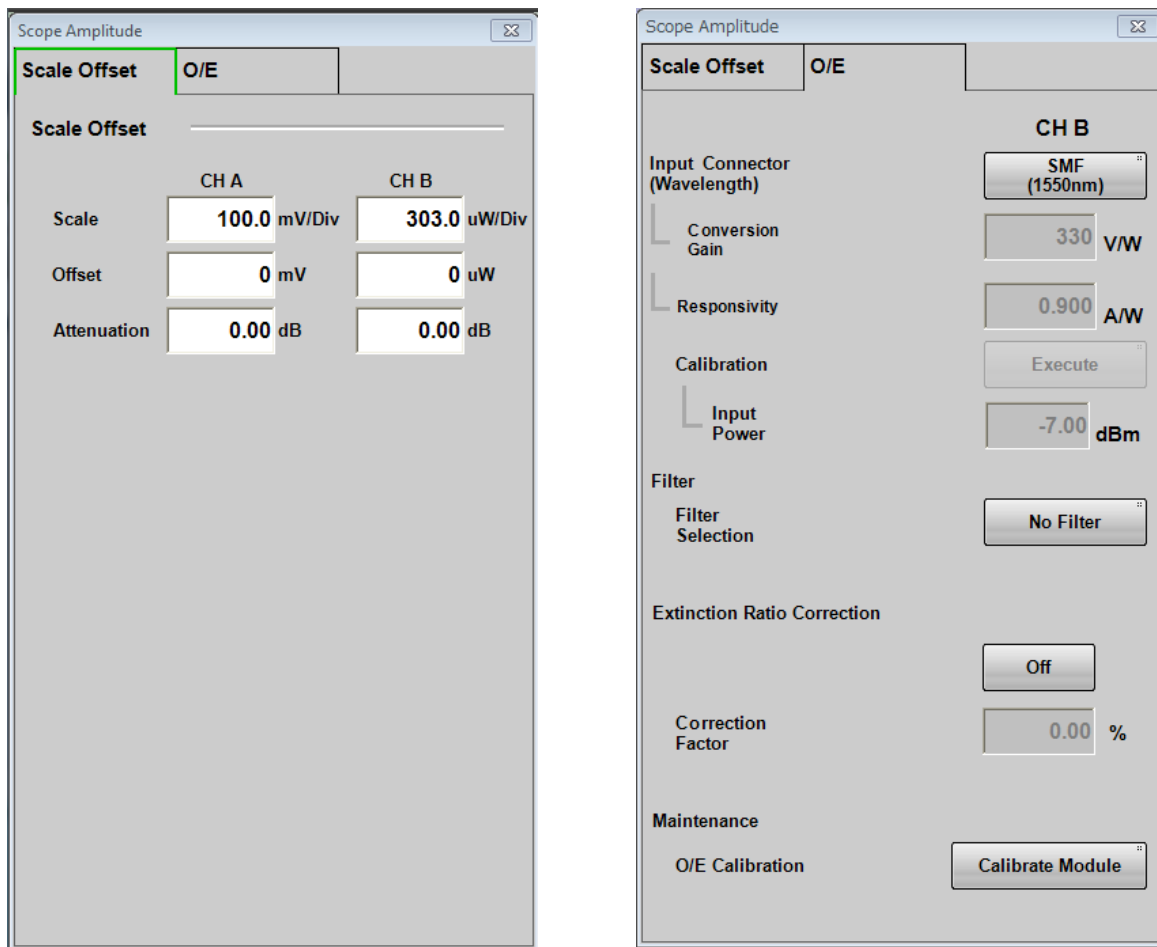 Scope Amplitude
Scale Offset O/E
Scale Offset
CH A CH B
Scale 100.0 mV/Div 303.0 uW/Div
Offset 0 mV 0 uW
Attenuation 0.00 dB 0.00 dB
Scope Amplitude
Scale Offset O/E
CH B
Input Connector
(Wavelength)
SMF
(1550nm)
Conversion
Gain
330 V/W
Responsivity 0.900 A/W
Calibration Execute
Input
Power
-7.00 dBm
Filter
Filter
Selection
No Filter
Extinction Ratio Correction
Off
Correction
Factor
0.00 %
Maintenance
O/E Calibration Calibrate Module